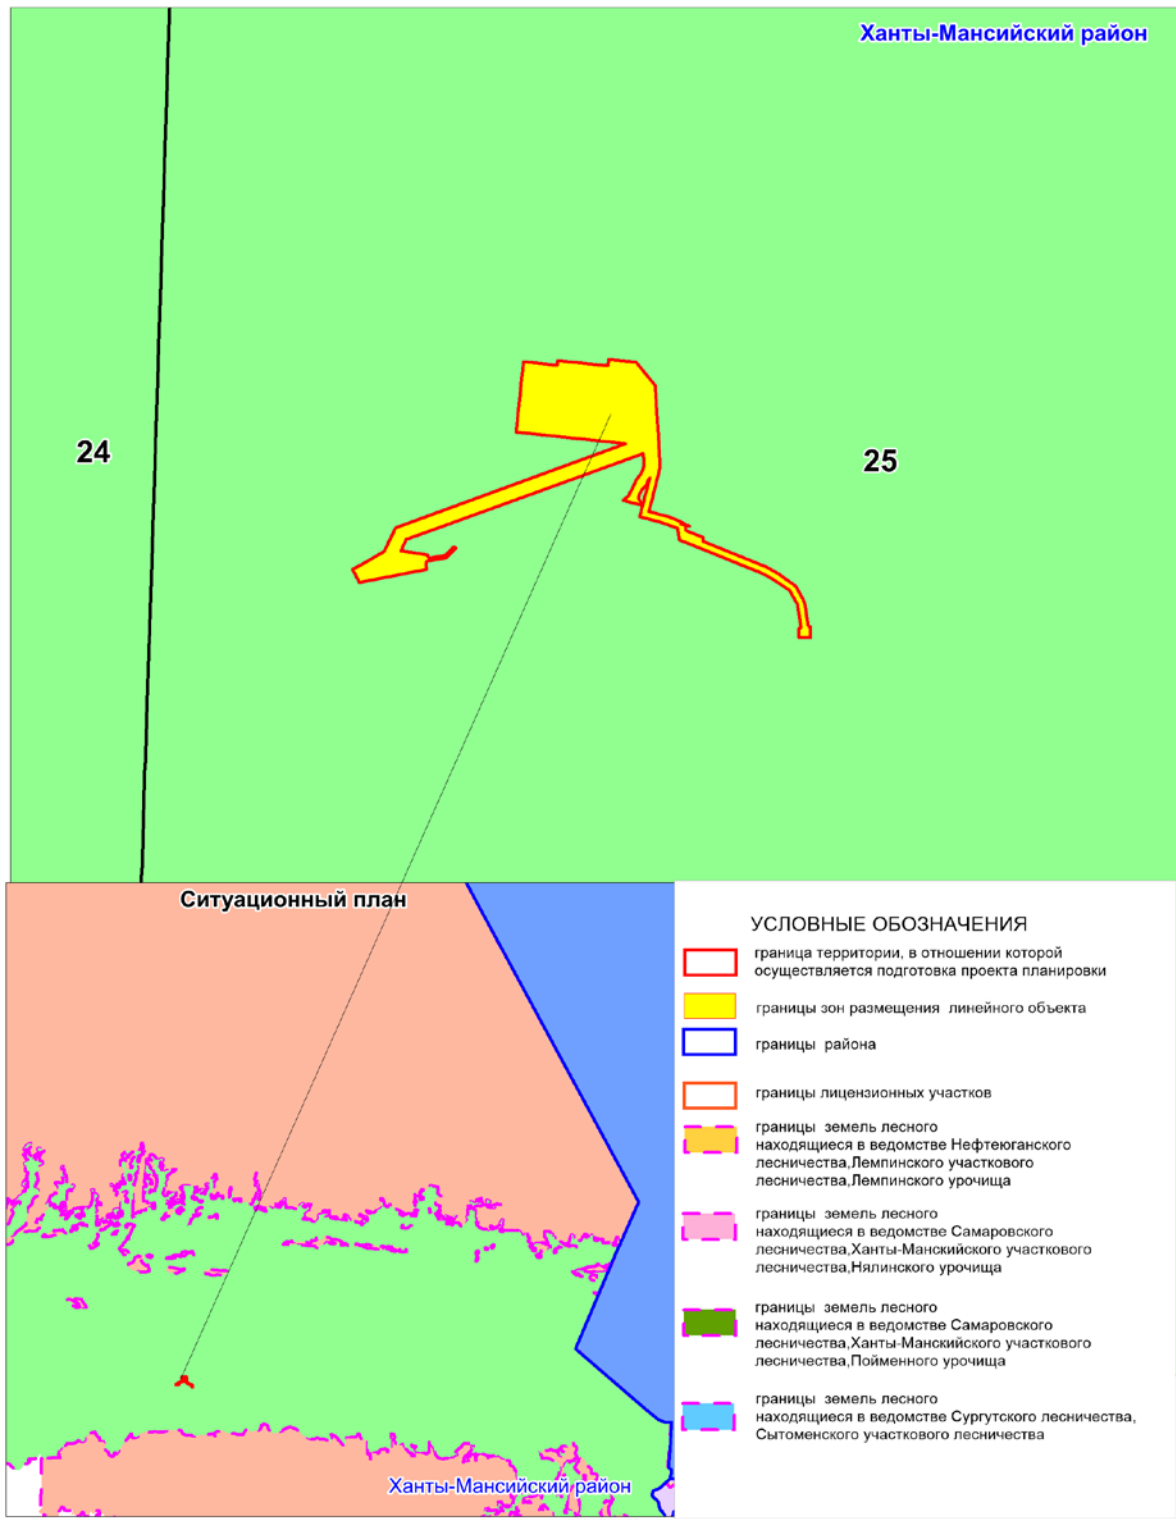 Ханты-Мансийский район
24
25
Ситуационный план
Ханты-Мансийский район
УСЛОВНЫЕ ОБОЗНАЧЕНИЯ
граница территории, в отношении которой
осуществляется подготовка проекта планировки
границы зон размещения линейного объекта
границы района
границы лицензионных участков
границы земель лесного
находящиеся в ведомстве Нефтеюганского
лесничества,Лемпинского участкового
лесничества,Лемпинского урочища
границы земель лесного
находящиеся в ведомстве Самаровского
лесничества,Ханты-Манскийского участкового
лесничества,Нялинского урочища
границы земель лесного
находящиеся в ведомстве Самаровского
лесничества,Ханты-Манскийского участкового
лесничества,Пойменного урочища
границы земель лесного
находящиеся в ведомстве Сургутского лесничества,
Сытоменского участкового лесничества